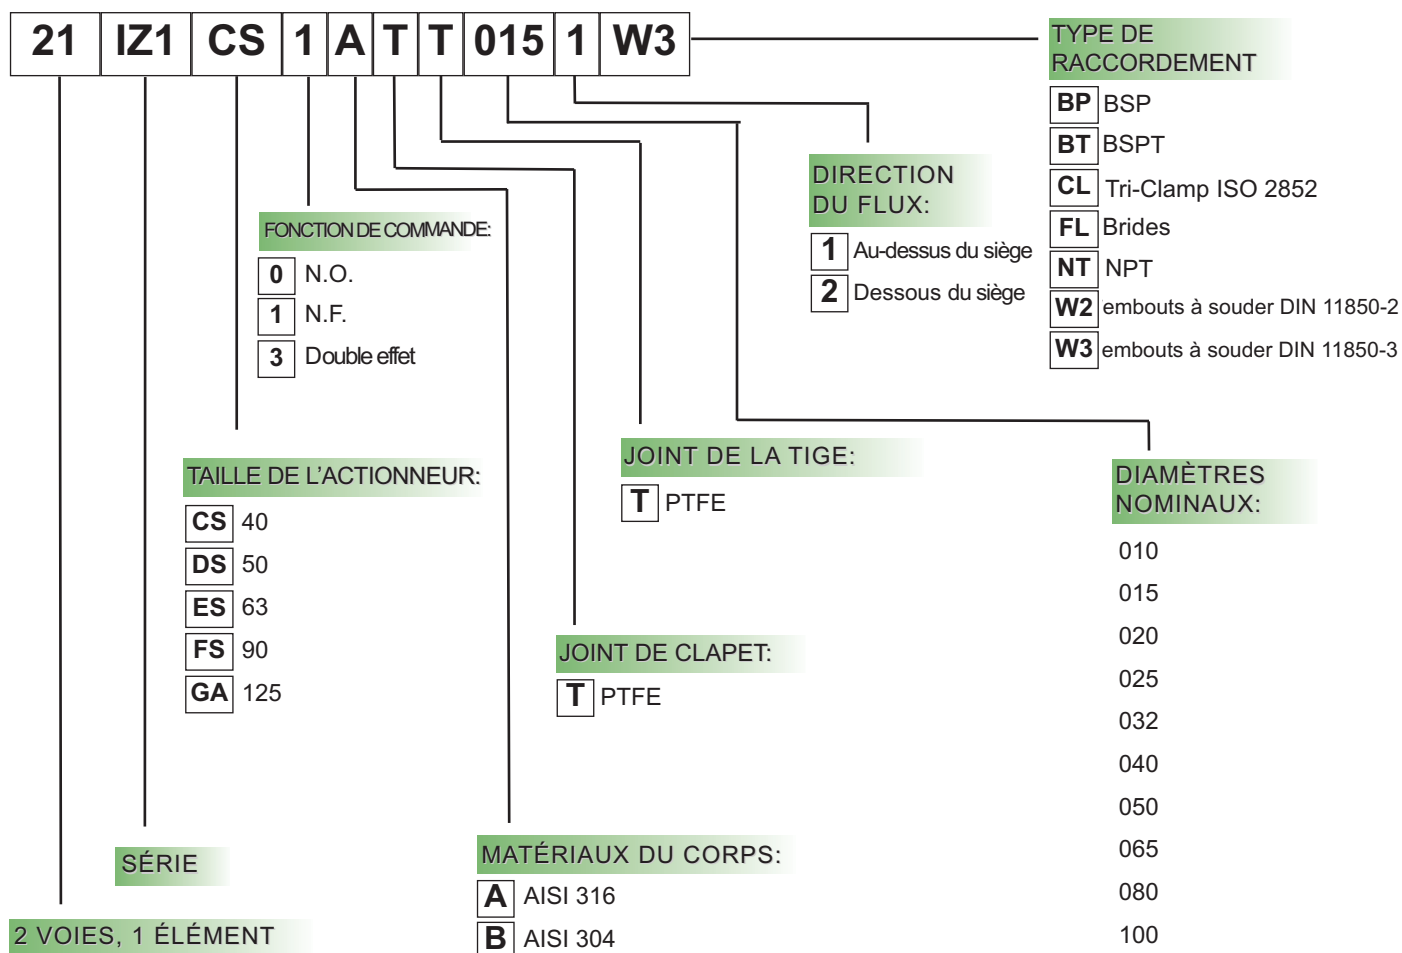 21 IZ1 CS 1 A T T 015 1 W3
TYPE DE
RACCORDEMENT
BP BSP
BT BSPT
CL Tri-Clamp ISO 2852
FL Brides
NT NPT
W2 embouts à souder DIN 11850-2
W3 embouts à souder DIN 11850-3
DIRECTION
DU FLUX:
1 Au-dessus du siège
2 Dessous du siège
FONCTION DE COMMANDE:
0 N.O.
1 N.F.
3 Double effet
TAILLE DE L'ACTIONNEUR:
CS 40
DS 50
ES 63
FS 90
GA 125
JOINT DE LA TIGE:
T PTFE
DIAMÈTRES
NOMINAUX:
010
015
020
025
032
040
050
065
080
100
JOINT DE CLAPET:
T PTFE
MATÉRIAUX DU CORPS:
A AISI 316
B AISI 304
SÉRIE
2 VOIES, 1 ÉLÉMENT